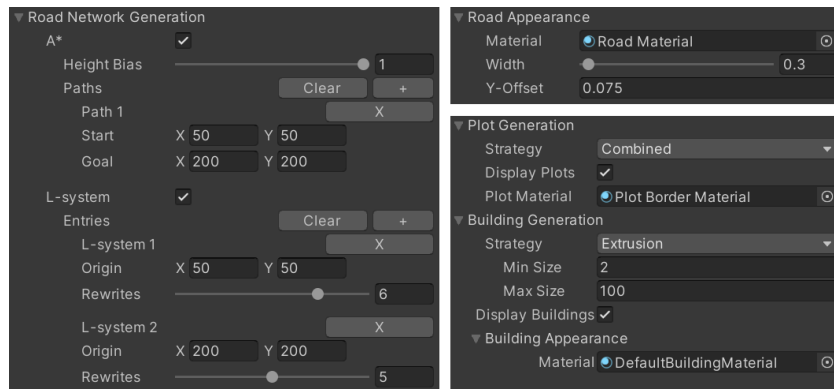 Road Network Generation
A*
Height Bias 1
Paths Clear +
Path 1 X
Start X 50 Y 50
Goal X 200 Y 200
L-system
Entries Clear +
L-system 1 X
Origin X 50 Y 50
Rewrites 6
L-system 2 X
Origin X 200 Y 200
Rewrites 5
Road Appearance
Material Road Material
Width 0.3
Y-Offset 0.075
Plot Generation
Strategy Combined
Display Plots
Plot Material Plot Border Material
Building Generation
Strategy Extrusion
Min Size 2
Max Size 100
Display Buildings
Building Appearance
Material DefaultBuildingMaterial